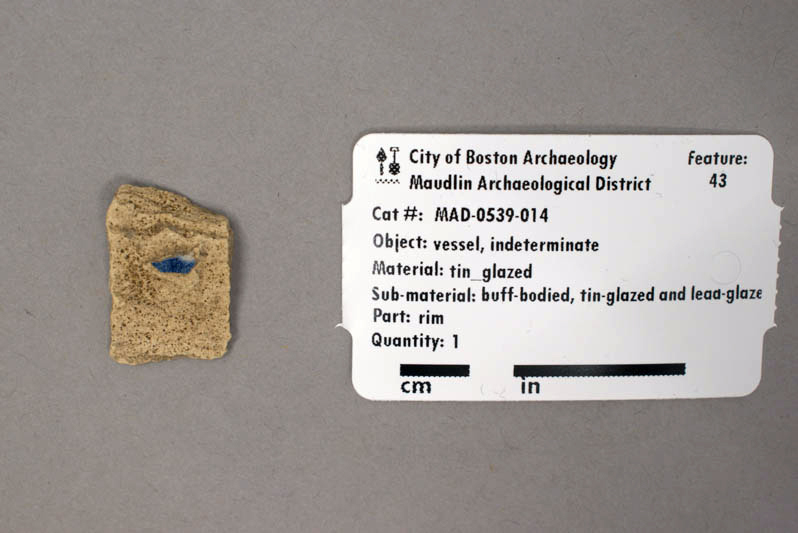 City of Boston Archaeology
Maudlin Archaeological District
Feature:
43
Cat #: MAD-0539-014
Object: vessel, indeterminate
Material: tin_glazed
Sub-material: buff-bodied, tin-glazed and lead-glaze
Part: rim
Quantity: 1
cm
in